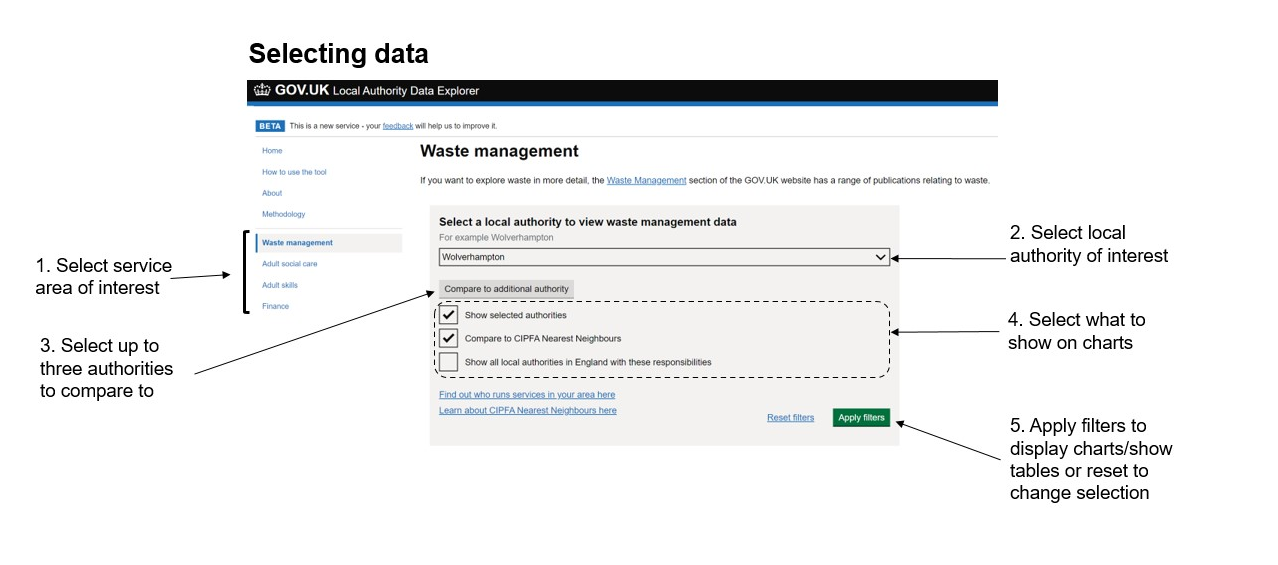 Selecting data
GOV.UK Local Authority Data Explorer
BETA This is a new service - your feedback will help us to improve it.
Home
How to use the tool
About
Methodology
Waste management
Adult social care
Adult skills
Finance
Waste management
If you want to explore waste in more detail, the Waste Management section of the GOV.UK website has a range of publications relating to waste.
Select a local authority to view waste management data
For example Wolverhampton
Wolverhampton
Compare to additional authority
Show selected authorities
Compare to CIPFA Nearest Neighbours
Show all local authorities in England with these responsibilities
Find out who runs services in your area here
Learn about CIPFA Nearest Neighbours here
Reset filters
Apply filters
1. Select service
area of interest
2. Select local
authority of interest
3. Select up to
three authorities
to compare to
4. Select what to
show on charts
5. Apply filters to
display charts/show
tables or reset to
change selection